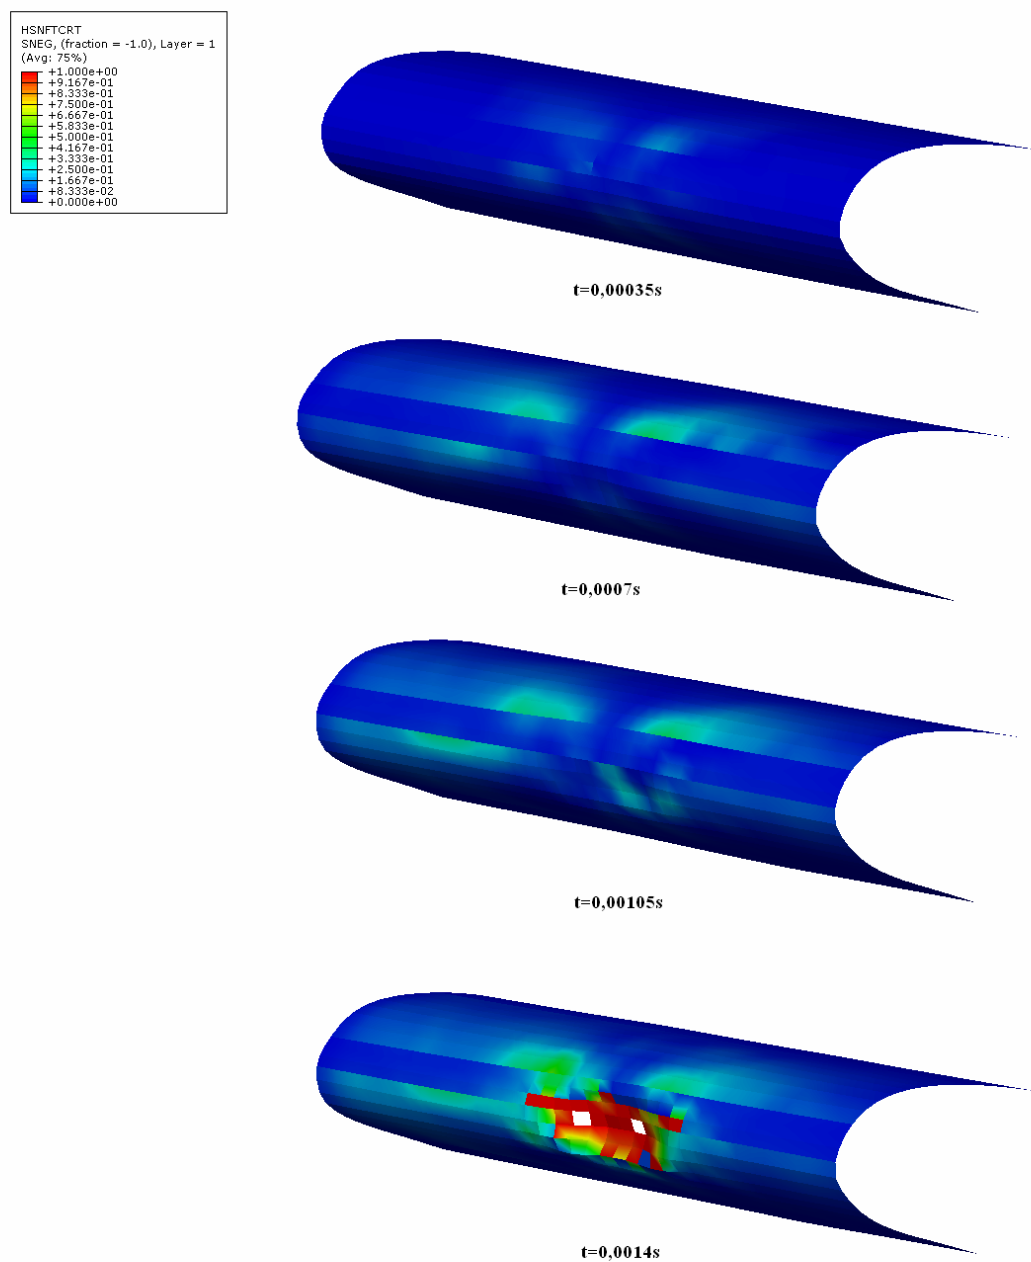 HSNFTCRT
SNEG, (fraction = -1.0), Layer = 1
(Avg: 75%)
+1.000e+00
+9.167e-01
+8.333e-01
+7.500e-01
+6.667e-01
+5.833e-01
+5.000e-01
+4.167e-01
+3.333e-01
+2.500e-01
+1.667e-01
+8.333e-02
+0.000e+00
t=0,00035s
t=0,0007s
t=0,00105s
t=0,0014s